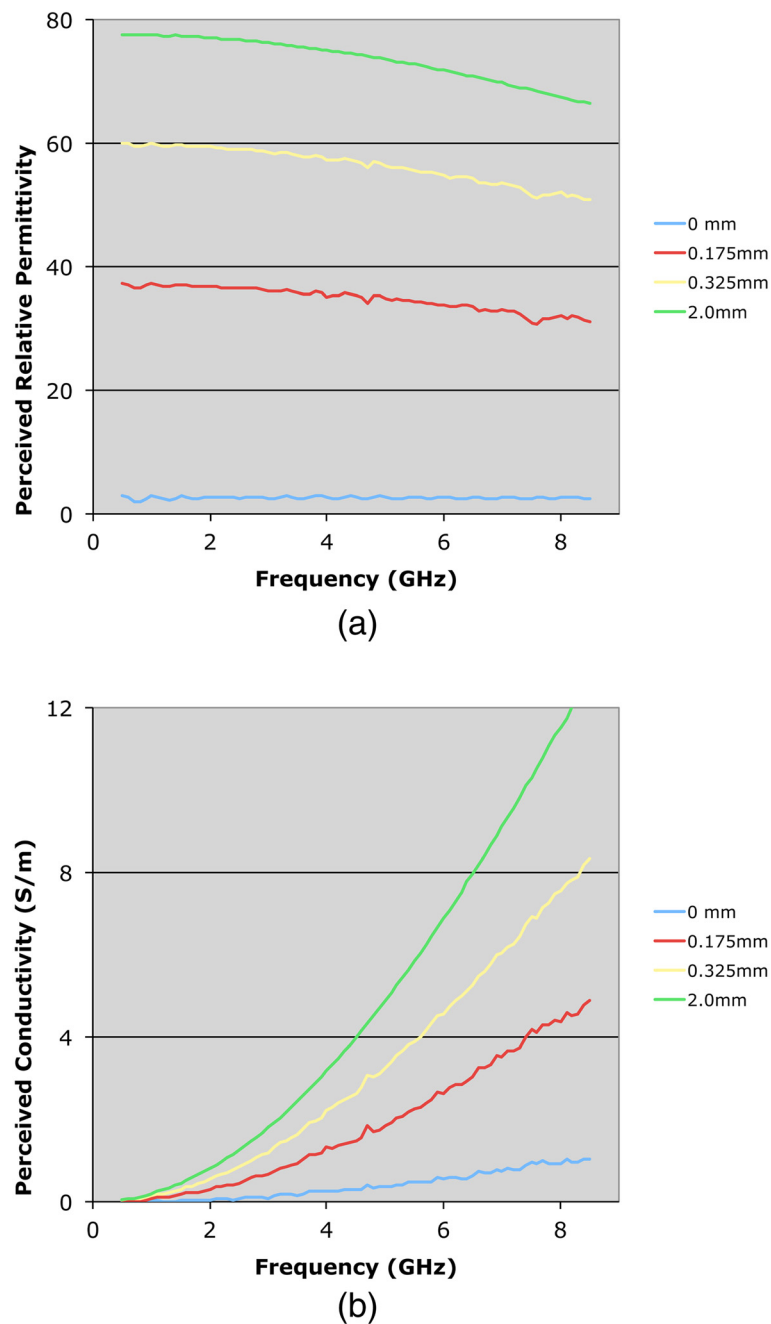 80
60
40
20
0
0 2 4 6 8
Perceived Relative Permittivity
Frequency (GHz)
0 mm
0.175mm
0.325mm
2.0mm
(a)
12
8
4
0
0 2 4 6 8
Perceived Conductivity (S/m)
Frequency (GHz)
0 mm
0.175mm
0.325mm
2.0mm
(b)